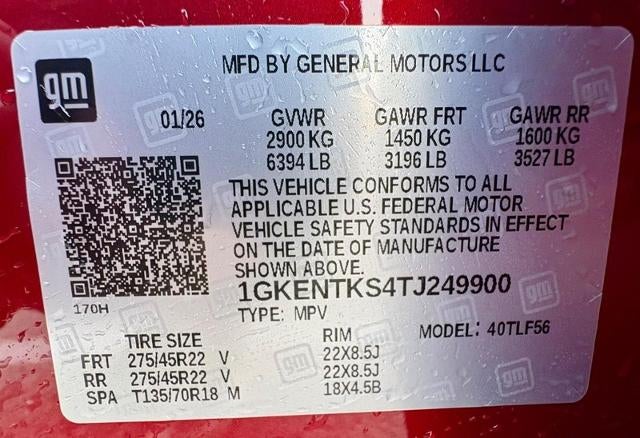 gm
MFD BY GENERAL MOTORS LLC
01/26 GVWR GAWR FRT GAWR RR
2900 KG 1450 KG 1600 KG
6394 LB 3196 LB 3527 LB
THIS VEHICLE CONFORMS TO ALL
APPLICABLE U.S. FEDERAL MOTOR
VEHICLE SAFETY STANDARDS IN EFFECT
ON THE DATE OF MANUFACTURE
SHOWN ABOVE.
1GKENTKS4TJ249900
170H
TYPE: MPV
MODEL: 40TLF56
TIRE SIZE RIM
FRT 275/45R22 V 22X8.5J
RR 275/45R22 V 22X8.5J
SPA T135/70R18 M 18X4.5B